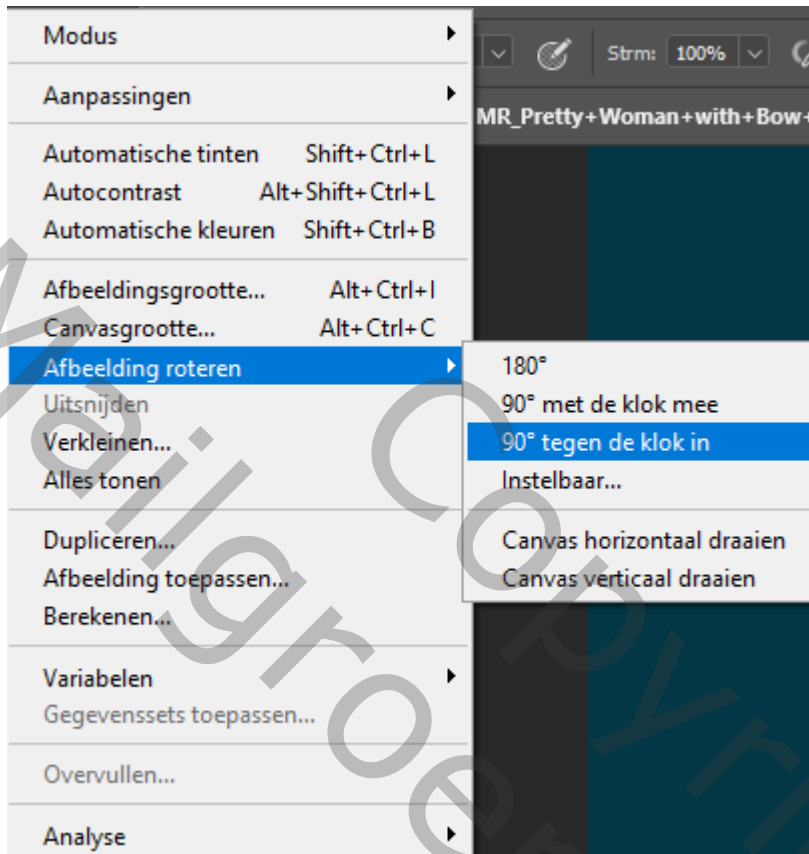 Modus
Strm: 100%
Aanpassingen
MR_Pretty+Woman+with+Bow+
Automatische tinten Shift+Ctrl+L
Autocontrast Alt+Shift+Ctrl+L
Automatische kleuren Shift+Ctrl+B
Afbeeldingsgrootte... Alt+Ctrl+I
Canvasgrootte... Alt+Ctrl+C
Afbeelding roteren
Uitsnijden
Verkleinen...
Alles tonen
180°
90° met de klok mee
90° tegen de klok in
Instelbaar...
Canvas horizontaal draaien
Canvas verticaal draaien
Dupliceren...
Afbeelding toepassen...
Berekenen...
Variabelen
Gegevenssets toepassen...
Overvullen...
Analyse